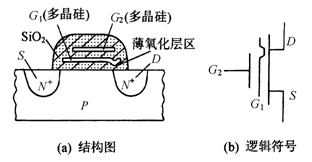 G₁(多晶硅)
G₂(多晶硅)
SiO₂
薄氧化层区
S
D
N⁺
N⁺
P
(a) 结构图
D
G₂
G₁
S
(b) 逻辑符号